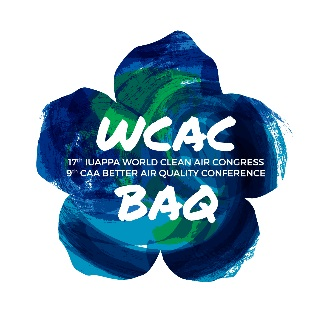 WCAC
17th IUAPPA WORLD CLEAN AIR CONGRESS
9th CAA BETTER AIR QUALITY CONFERENCE
BAQ